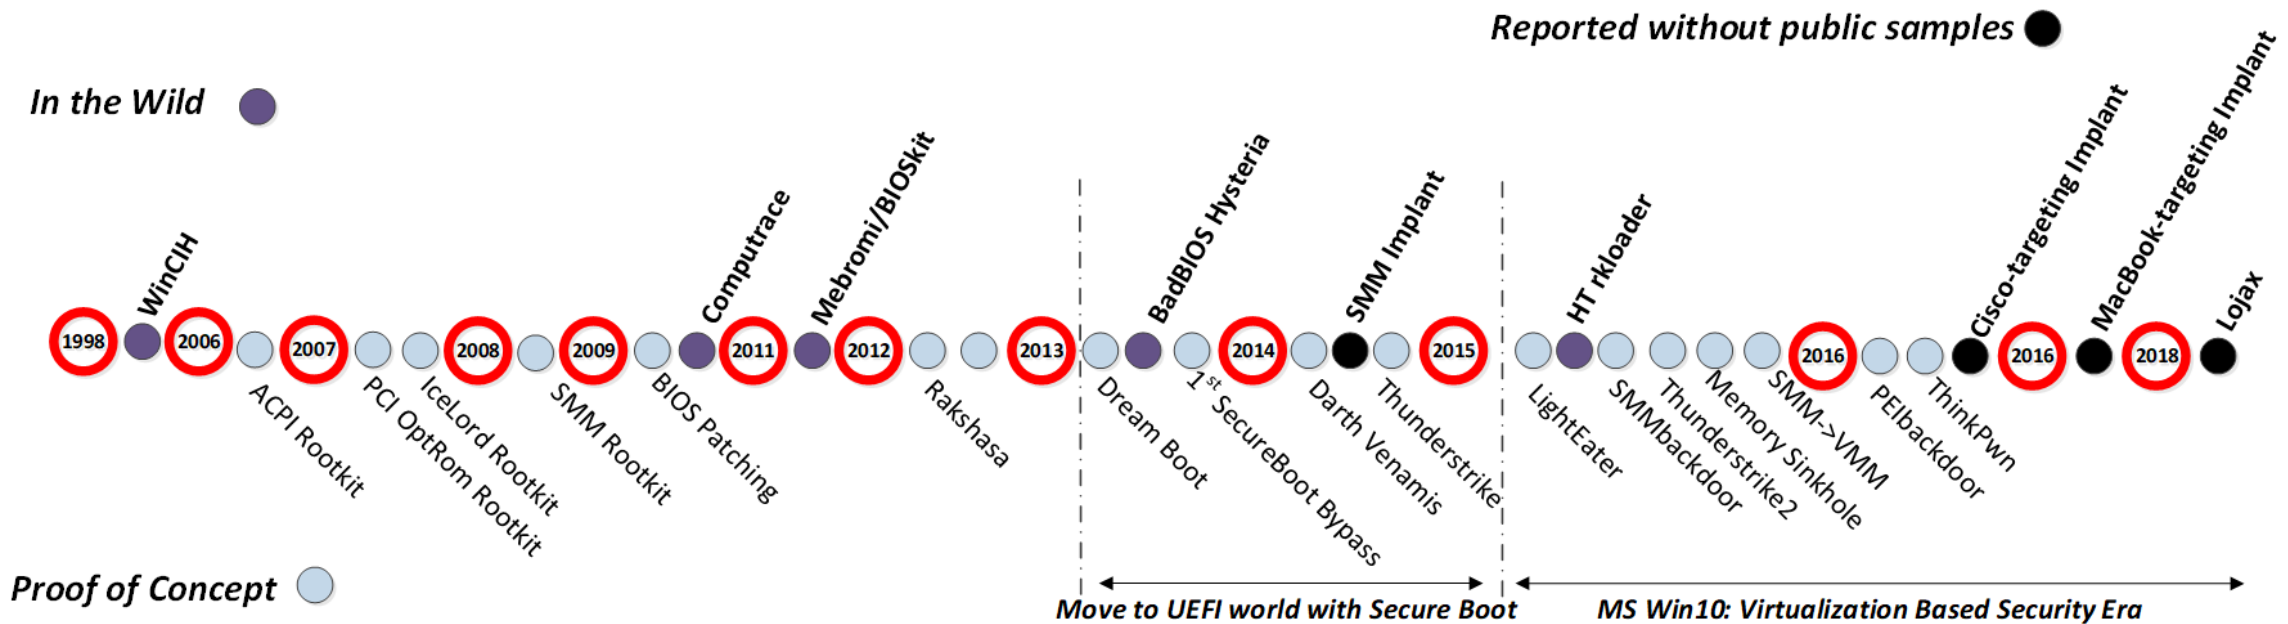 Reported without public samples
In the Wild
WinCIH
Computrace
Mebromi/BIOSkit
BadBIOS Hysteria
SMM Implant
HT rkloader
Cisco-targeting Implant
MacBook-targeting Implant
Lojax
1998
2006
2007
2008
2009
2011
2012
2013
2014
2015
2016
2016
2018
ACPI Rootkit
PCI OptRom Rootkit
IceLord Rootkit
SMM Rootkit
BIOS Patching
Rakshasa
Dream Boot
1st SecureBoot Bypass
Darth Venamis
Thunderstrike
LightEater
SMMbackdoor
Thunderstrike2
Memory Sinkhole
SMM->VMM
PEIbackdoor
ThinkPwn
Proof of Concept
Move to UEFI world with Secure Boot
MS Win10: Virtualization Based Security Era